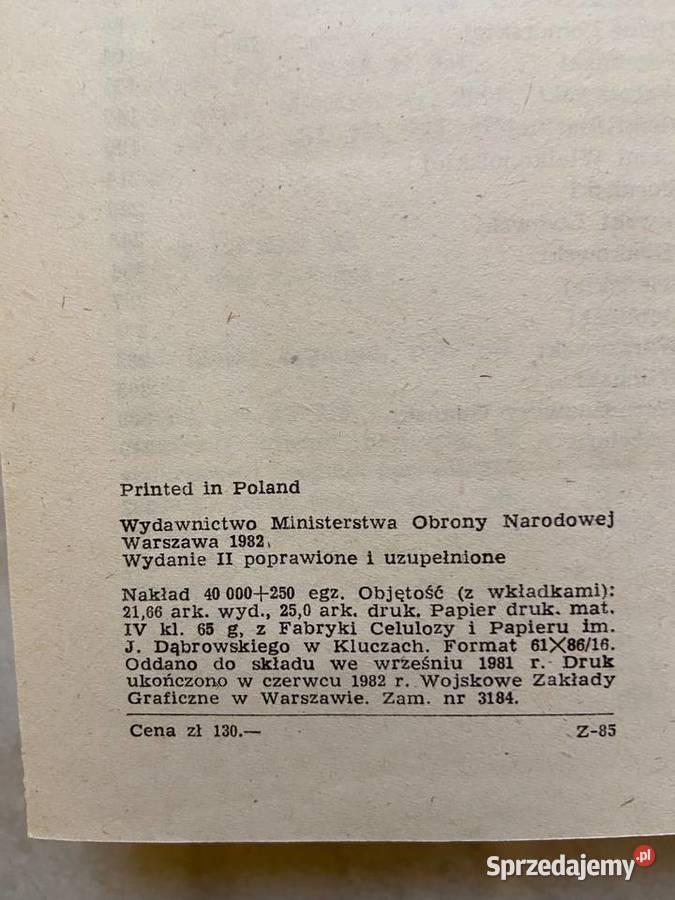 Printed in Poland
Wydawnictwo Ministerstwa Obrony Narodowej
Warszawa 1982.
Wydanie II poprawione i uzupełnione
Nakład 40 000+250 egz. Objętość (z wkładkami):
21,66 ark. wyd., 25,0 ark. druk. Papier druk. mat.
IV kl. 65 g, z Fabryki Celulozy i Papieru im.
J. Dąbrowskiego w Kluczach. Format 61×86/16.
Oddano do składu we wrześniu 1981 r. Druk
ukończono w czerwcu 1982 r. Wojskowe Zakłady
Graficzne w Warszawie. Zam. nr 3184.
Cena zł 130.— Z-85
Sprzedajemy.pl